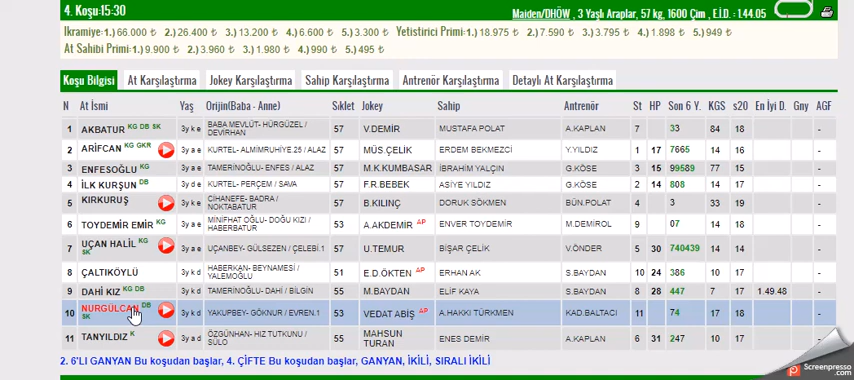 4. Koşu:15:30 Maiden/DHÖW, 3 Yaşlı Araplar, 57 kg, 1600 Çim, E.İ.D. : 1.44.05
Ikramiye:1.) 66.000 ₺ 2.) 26.400 ₺ 3.) 13.200 ₺ 4.) 6.600 ₺ 5.) 3.300 ₺ Yetistirici Primi:1.) 18.975 ₺ 2.) 7.590 ₺ 3.) 3.795 ₺ 4.) 1.898 ₺ 5.) 949 ₺
At Sahibi Primi:1.) 9.900 ₺ 2.) 3.960 ₺ 3.) 1.980 ₺ 4.) 990 ₺ 5.) 495 ₺
Koşu Bilgisi At Karşılaştırma Jokey Karşılaştırma Sahip Karşılaştırma Antrenör Karşılaştırma Detaylı At Karşılaştırma
N At İsmi Yaş Orijin(Baba - Anne) Sıklet Jokey Sahip Antrenör St HP Son 6 Y. KGS s20 En İyi D. Gny AGF
1 AKBATUR KG DB SK 3y k e BABA MEVLÜT- HÜRGÜZEL / DEVİRHAN 57 V.DEMİR MUSTAFA POLAT A.KAPLAN 7 33 84 18 -
2 ARİFCAN KG GKR 3y a e KURTEL- ALMIMRUHİYE.25 / ALAZ 57 MÜS.ÇELİK ERDEM BEKMEZCİ Y.YILDIZ 1 17 7665 14 16 -
3 ENFESOĞLU KG 3y a e TAMERİNOĞLU- ENFES / ALAZ 57 M.K.KUMBASAR İBRAHİM YALÇIN G.KÖSE 3 15 99589 77 15 -
4 İLK KURŞUN DB 3y d e KURTEL- PERÇEM / SAVA 57 F.R.BEBEK ASİYE YILDIZ G.KÖSE 2 14 808 14 17 -
5 KIRKURUŞ 3y k e CİHANEFE- BADRA / NOKTABATUR 57 B.KILINÇ DORUK SÖKMEN BÜN.POLAT 4 3 33 19 -
6 TOYDEMİR EMİR KG 3y a e MİNİFHAT OĞLU- DOĞU KIZI / HABERBATUR 53 A.AKDEMİR AP ENVER TOYDEMİR M.DEMİROL 9 07 14 18 -
7 UÇAN HALİL KG SK 3y a e UÇANBEY- GÜLSEZEN / ÇELEBİ.1 57 U.TEMUR BİŞAR ÇELİK V.ÖNDER 5 30 740439 14 14 -
8 ÇALTIKÖYLÜ 3y k d HABERKAN- BEYNAMESİ / YALEMOĞLU 51 E.D.ÖKTEN AP ERHAN AK S.BAYDAN 10 24 386 10 17 -
9 DAHİ KIZ KG DB 3y k d TAMERİNOĞLU- DAHİ / BİLGİN 55 M.BAYDAN ELİF KAYA S.BAYDAN 8 28 447 7 17 1.49.48 -
10 NURGÜLCAN DB SK 3y k d YAKUPBEY- GÖKNUR / EVREN.1 53 VEDAT ABİŞ AP A.HAKKI TÜRKMEN KAD.BALTACI 11 74 17 18 -
11 TANYILDIZ K 3y a d ÖZGÜNHAN- HIZ TUTKUNU / SÜLO 55 MAHSUN TURAN ENES DEMİR A.KAPLAN 6 31 247 10 17 -
2. 6'LI GANYAN Bu koşudan başlar, 4. ÇİFTE Bu koşudan başlar, GANYAN, İKİLİ, SIRALI İKİLİ
Screenpresso.com